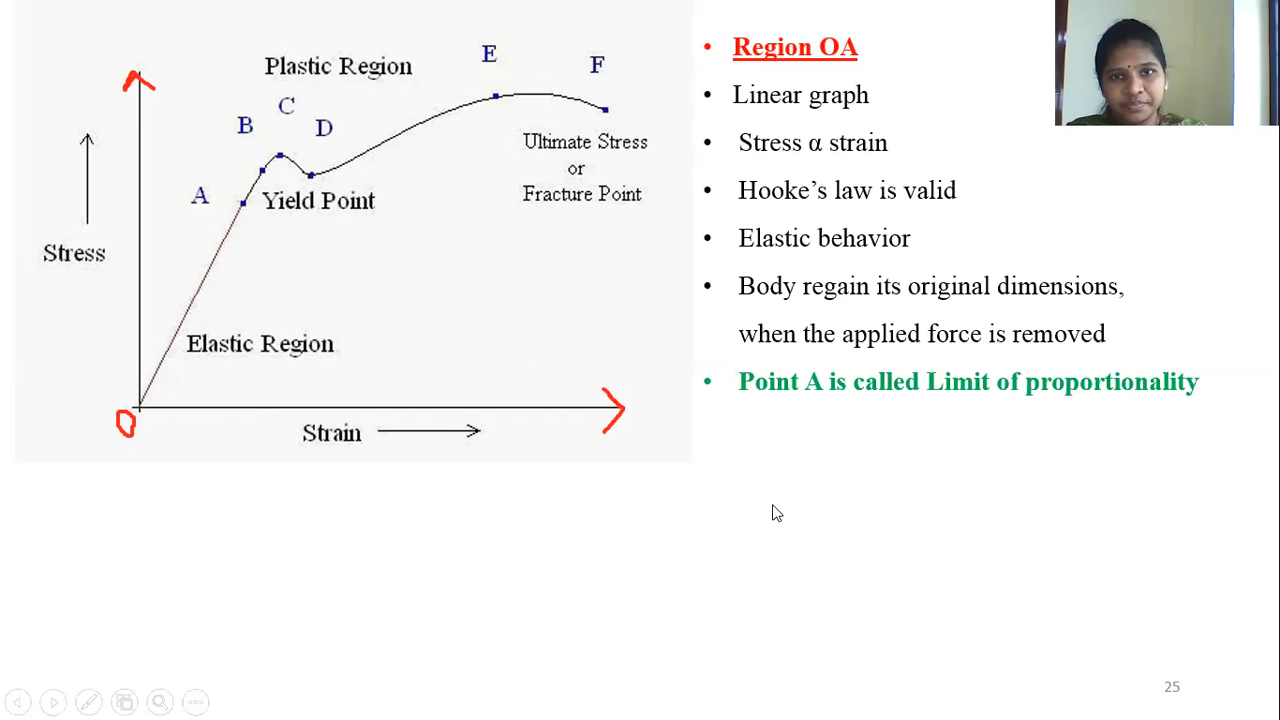 Plastic Region
E
F
C
B
D
A
Yield Point
Ultimate Stress
or
Fracture Point
Stress
Elastic Region
O
Strain
• Region OA
• Linear graph
• Stress α strain
• Hooke’s law is valid
• Elastic behavior
• Body regain its original dimensions,
when the applied force is removed
• Point A is called Limit of proportionality
25